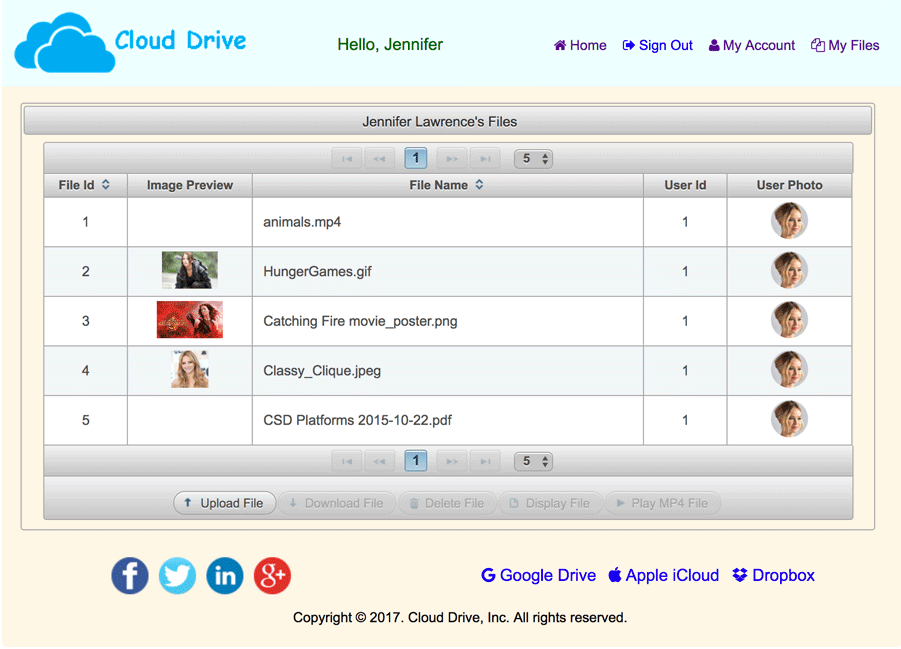 Cloud Drive
Hello, Jennifer
Home Sign Out My Account My Files
Jennifer Lawrence's Files
1 5
File Id Image Preview File Name User Id User Photo
1 animals.mp4 1
2 HungerGames.gif 1
3 Catching Fire movie_poster.png 1
4 Classy_Clique.jpeg 1
5 CSD Platforms 2015-10-22.pdf 1
1 5
Upload File Download File Delete File Display File Play MP4 File
f in g+
Google Drive Apple iCloud Dropbox
Copyright © 2017. Cloud Drive, Inc. All rights reserved.